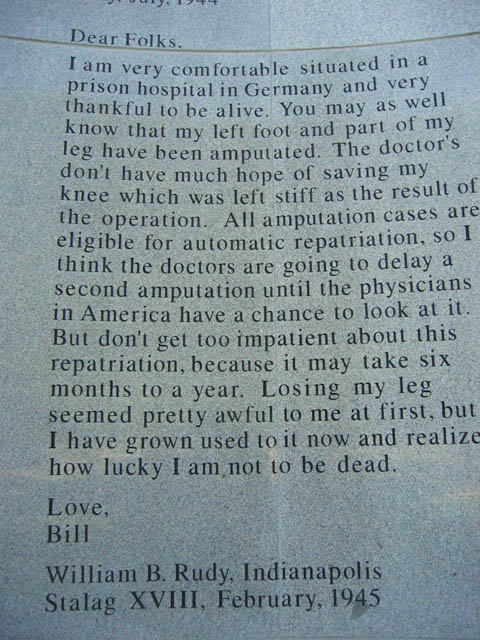 July, 1944
Dear Folks,
I am very comfortable situated in a
prison hospital in Germany and very
thankful to be alive. You may as well
know that my left foot and part of my
leg have been amputated. The doctor's
don't have much hope of saving my
knee which was left stiff as the result of
the operation. All amputation cases are
eligible for automatic repatriation, so I
think the doctors are going to delay a
second amputation until the physicians
in America have a chance to look at it.
But don't get too impatient about this
repatriation, because it may take six
months to a year. Losing my leg
seemed pretty awful to me at first, but
I have grown used to it now and realize
how lucky I am not to be dead.
Love,
Bill
William B. Rudy, Indianapolis
Stalag XVIII, February, 1945